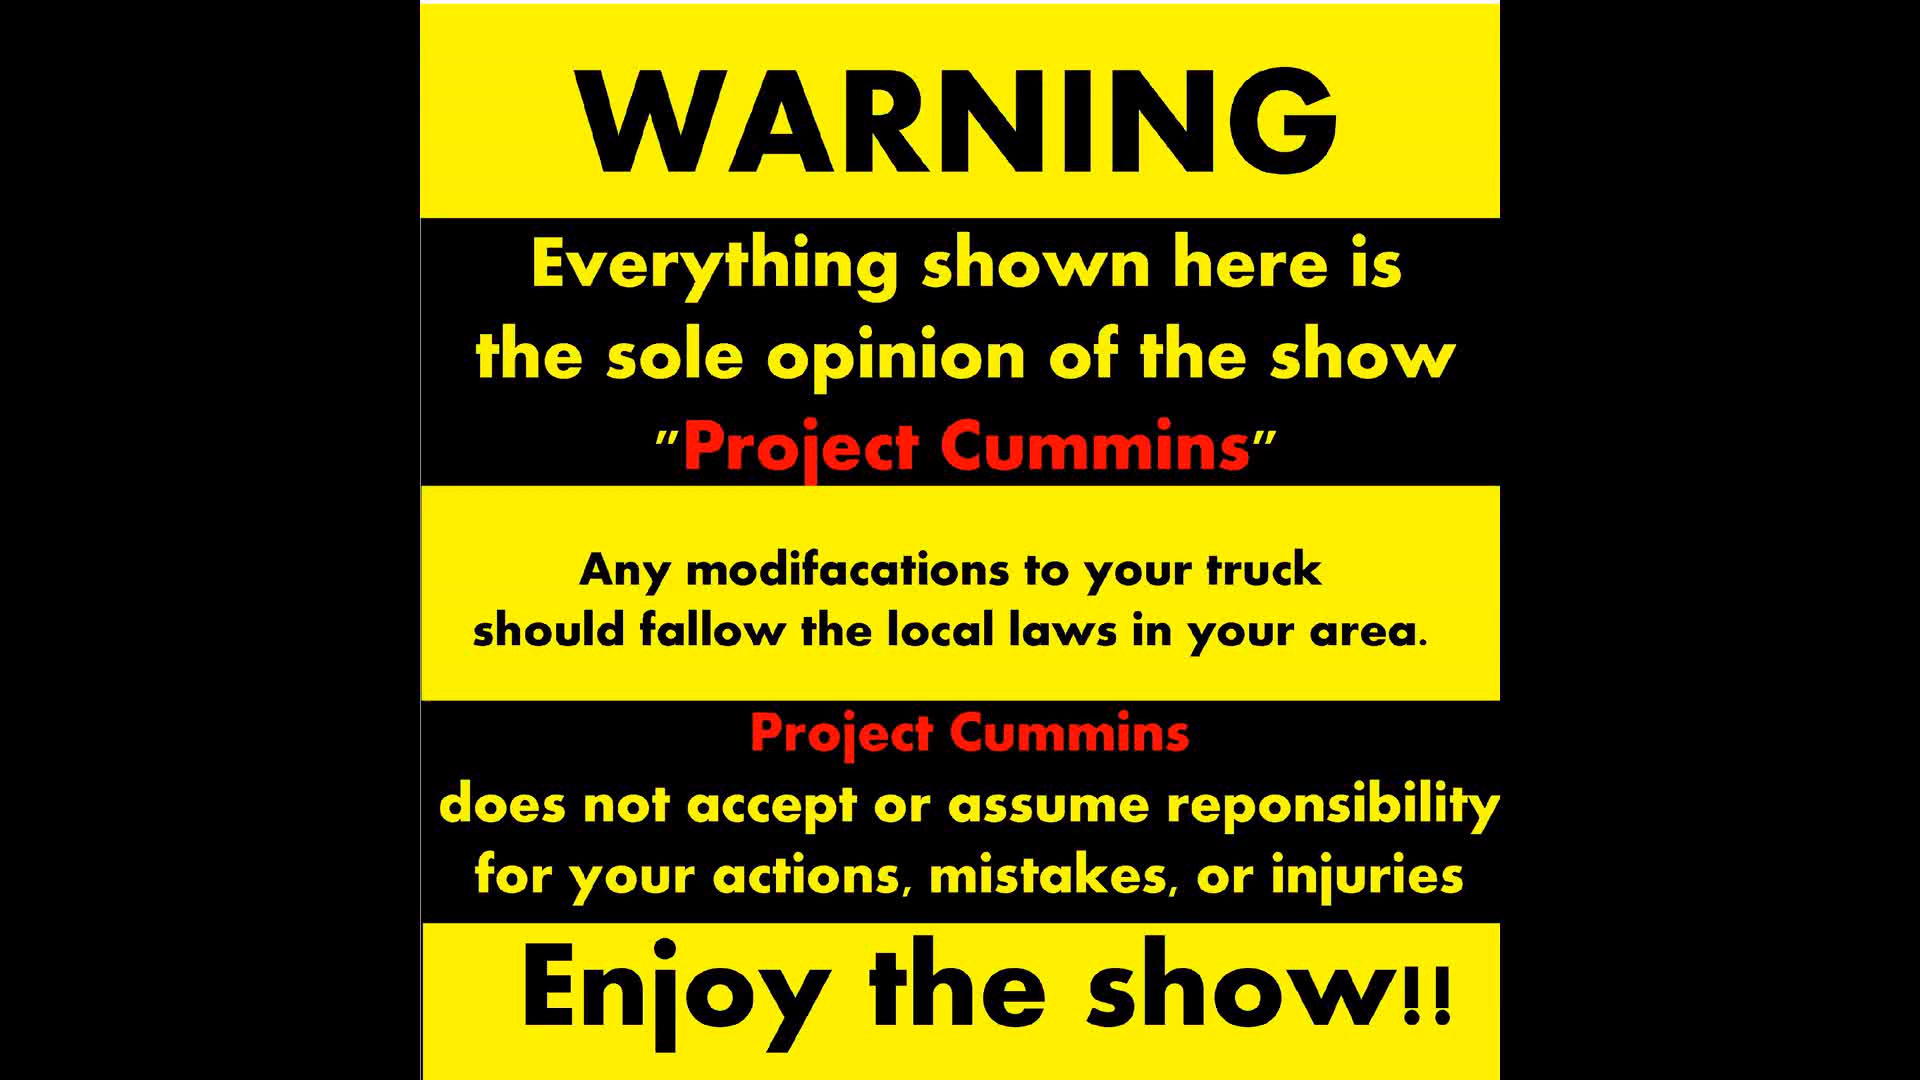 WARNING
Everything shown here is
the sole opinion of the show
"Project Cummins"
Any modifacations to your truck
should fallow the local laws in your area.
Project Cummins
does not accept or assume reponsibility
for your actions, mistakes, or injuries
Enjoy the show!!